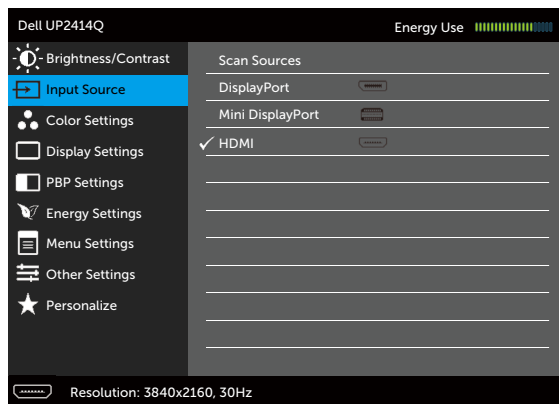 Dell UP2414Q
Energy Use
Brightness/Contrast
Scan Sources
Input Source
DisplayPort
Color Settings
Mini DisplayPort
Display Settings
HDMI
PBP Settings
Energy Settings
Menu Settings
Other Settings
Personalize
Resolution: 3840x2160, 30Hz